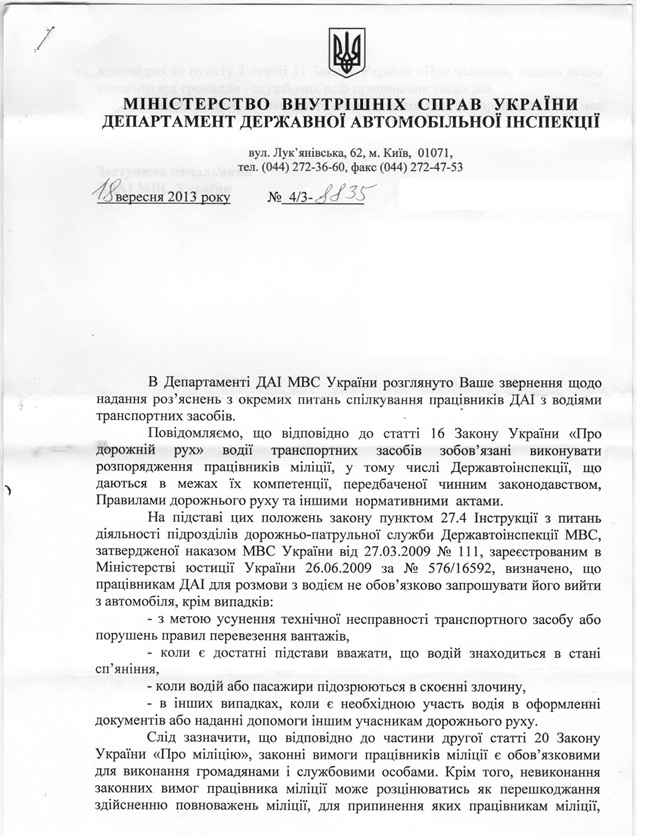 МІНІСТЕРСТВО ВНУТРІШНІХ СПРАВ УКРАЇНИ
ДЕПАРТАМЕНТ ДЕРЖАВНОЇ АВТОМОБІЛЬНОЇ ІНСПЕКЦІЇ
вул. Лук’янівська, 62, м. Київ, 01071,
тел. (044) 272-36-60, факс (044) 272-47-53
18 вересня 2013 року № 4/3-8835
В Департаменті ДАІ МВС України розглянуто Ваше звернення щодо
надання роз’яснень з окремих питань спілкування працівників ДАІ з водіями
транспортних засобів.
Повідомляємо, що відповідно до статті 16 Закону України «Про
дорожній рух» водії транспортних засобів зобов’язані виконувати
розпорядження працівників міліції, у тому числі Державтоінспекції, що
даються в межах їх компетенції, передбаченої чинним законодавством,
Правилами дорожнього руху та іншими нормативними актами.
На підставі цих положень закону пунктом 27.4 Інструкції з питань
діяльності підрозділів дорожньо-патрульної служби Державтоінспекції МВС,
затвердженої наказом МВС України від 27.03.2009 № 111, зареєстрованим в
Міністерстві юстиції України 26.06.2009 за № 576/16592, визначено, що
працівникам ДАІ для розмови з водієм не обов’язково запрошувати його вийти
з автомобіля, крім випадків:
- з метою усунення технічної несправності транспортного засобу або
порушень правил перевезення вантажів,
- коли є достатні підстави вважати, що водій знаходиться в стані
сп’яніння,
- коли водій або пасажири підозрюються в скоєнні злочину,
- в інших випадках, коли є необхідною участь водія в оформленні
документів або наданні допомоги іншим учасникам дорожнього руху.
Слід зазначити, що відповідно до частини другої статті 20 Закону
України «Про міліцію», законні вимоги працівників міліції є обов’язковими
для виконання громадянами і службовими особами. Крім того, невиконання
законних вимог працівника міліції може розцінюватись як перешкоджання
здійсненню повноважень міліції, для припинення яких працівникам міліції,